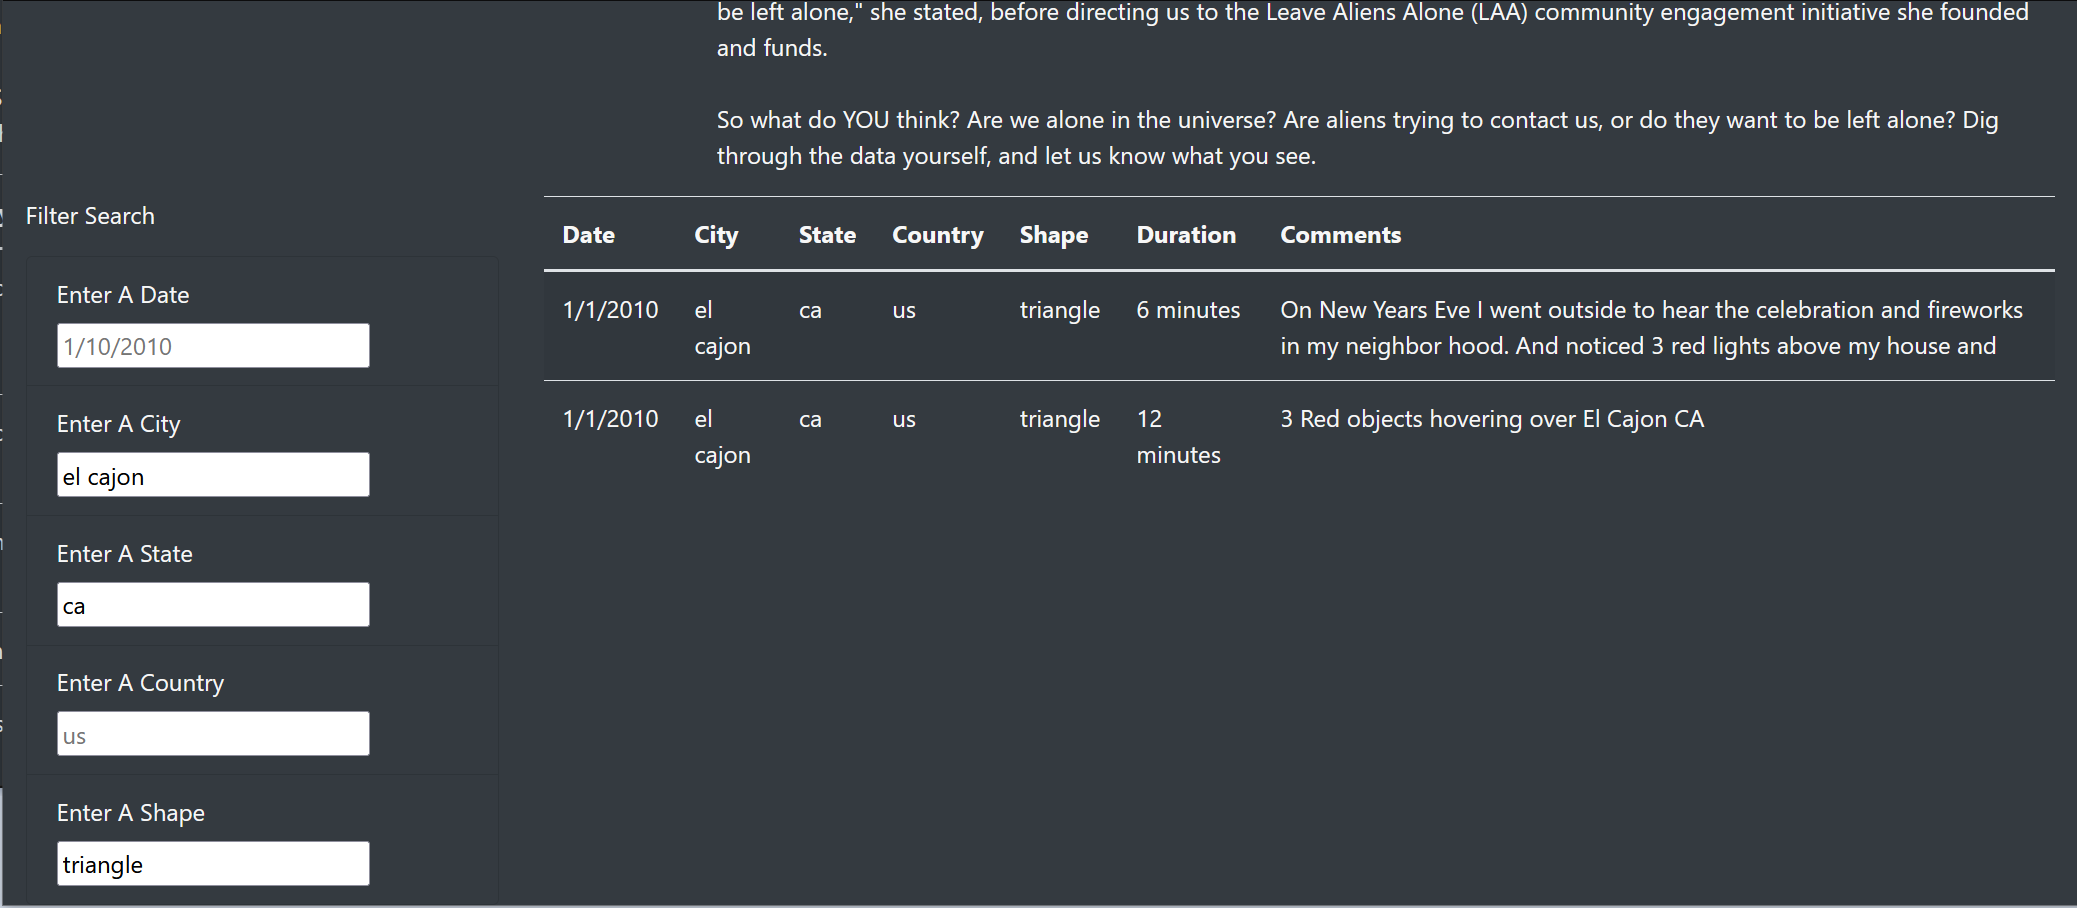 be left alone," she stated, before directing us to the Leave Aliens Alone (LAA) community engagement initiative she founded
and funds.
So what do YOU think? Are we alone in the universe? Are aliens trying to contact us, or do they want to be left alone? Dig
through the data yourself, and let us know what you see.
Filter Search
Enter A Date
1/10/2010
Enter A City
el cajon
Enter A State
ca
Enter A Country
us
Enter A Shape
triangle
Date City State Country Shape Duration Comments
1/1/2010 el cajon ca us triangle 6 minutes On New Years Eve I went outside to hear the celebration and fireworks
in my neighbor hood. And noticed 3 red lights above my house and
1/1/2010 el cajon ca us triangle 12 minutes 3 Red objects hovering over El Cajon CA